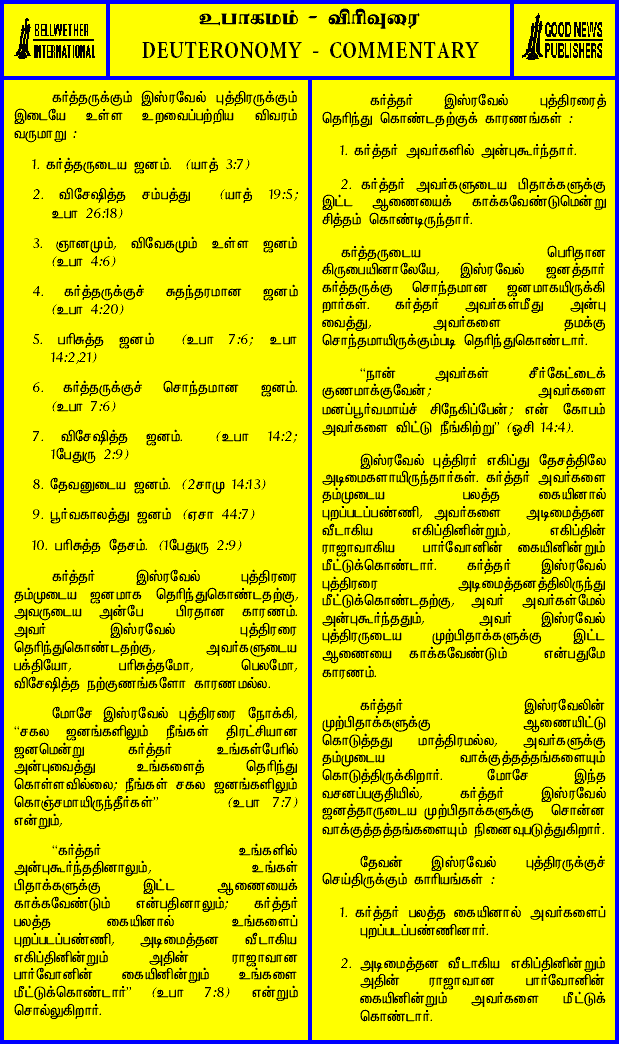 BELLWETHER
INTERNATIONAL
உபாகமம் - விரிவுரை
DEUTERONOMY - COMMENTARY
GOOD NEWS
PUBLISHERS
கர்த்தருக்கும் இஸ்ரவேல் புத்திரருக்கும்
இடையே உள்ள உறவைப்பற்றிய விவரம்
வருமாறு :
1. கர்த்தருடைய ஜனம். (யாத் 3:7)
2. விசேஷித்த சம்பத்து (யாத் 19:5;
உபா 26:18)
3. ஞானமும், விவேகமும் உள்ள ஜனம்
(உபா 4:6)
4. கர்த்தருக்குச் சுதந்தரமான ஜனம்
(உபா 4:20)
5. பரிசுத்த ஜனம் (உபா 7:6; உபா
14:2,21)
6. கர்த்தருக்குச் சொந்தமான ஜனம்.
(உபா 7:6)
7. விசேஷித்த ஜனம். (உபா 14:2;
1பேதுரு 2:9)
8. தேவனுடைய ஜனம். (2சாமு 14:13)
9. பூர்வகாலத்து ஜனம் (ஏசா 44:7)
10. பரிசுத்த தேசம். (1பேதுரு 2:9)
கர்த்தர் இஸ்ரவேல் புத்திரரை
தம்முடைய ஜனமாக தெரிந்துகொண்டதற்கு,
அவருடைய அன்பே பிரதான காரணம்.
அவர் இஸ்ரவேல் புத்திரரை
தெரிந்துகொண்டதற்கு, அவர்களுடைய
பக்தியோ, பரிசுத்தமோ, பெலமோ,
விசேஷித்த நற்குணங்களோ காரணமல்ல.
மோசே இஸ்ரவேல் புத்திரரை நோக்கி,
“சகல ஜனங்களிலும் நீங்கள் திரட்சியான
ஜனமென்று கர்த்தர் உங்கள்பேரில்
அன்புவைத்து உங்களைத் தெரிந்து
கொள்ளவில்லை; நீங்கள் சகல ஜனங்களிலும்
கொஞ்சமாயிருந்தீர்கள்” (உபா 7:7)
என்றும்,
“கர்த்தர் உங்களில்
அன்புகூர்ந்ததினாலும், உங்கள்
பிதாக்களுக்கு இட்ட ஆணையைக்
காக்கவேண்டும் என்பதினாலும்; கர்த்தர்
பலத்த கையினால் உங்களைப்
புறப்படப்பண்ணி, அடிமைத்தன வீடாகிய
எகிப்தினின்றும் அதின் ராஜாவான
பார்வோனின் கையினின்றும் உங்களை
மீட்டுக்கொண்டார்” (உபா 7:8) என்றும்
சொல்லுகிறார்.
கர்த்தர் இஸ்ரவேல் புத்திரரைத்
தெரிந்து கொண்டதற்குக் காரணங்கள் :
1. கர்த்தர் அவர்களில் அன்புகூர்ந்தார்.
2. கர்த்தர் அவர்களுடைய பிதாக்களுக்கு
இட்ட ஆணையைக் காக்கவேண்டுமென்று
சித்தம் கொண்டிருந்தார்.
கர்த்தருடைய பெரிதான
கிருபையினாலேயே, இஸ்ரவேல் ஜனத்தார்
கர்த்தருக்கு சொந்தமான ஜனமாகயிருக்கி
றார்கள். கர்த்தர் அவர்கள்மீது அன்பு
வைத்து, அவர்களை தமக்கு
சொந்தமாயிருக்கும்படி தெரிந்துகொண்டார்.
“நான் அவர்கள் சீர்கேட்டைக்
குணமாக்குவேன்; அவர்களை
மனப்பூர்வமாய்ச் சிநேகிப்பேன்; என் கோபம்
அவர்களை விட்டு நீங்கிற்று” (ஓசி 14:4).
இஸ்ரவேல் புத்திரர் எகிப்து தேசத்திலே
அடிமைகளாயிருந்தார்கள். கர்த்தர் அவர்களை
தம்முடைய பலத்த கையினால்
புறப்படப்பண்ணி, அவர்களை அடிமைத்தன
வீடாகிய எகிப்தினின்றும், எகிப்தின்
ராஜாவாகிய பார்வோனின் கையினின்றும்
மீட்டுக்கொண்டார். கர்த்தர் இஸ்ரவேல்
புத்திரரை அடிமைத்தனத்திலிருந்து
மீட்டுக்கொண்டதற்கு, அவர் அவர்கள்மேல்
அன்புகூர்ந்ததும், அவர் இஸ்ரவேல்
புத்திரருடைய முற்பிதாக்களுக்கு இட்ட
ஆணையை காக்கவேண்டும் என்பதுமே
காரணம்.
கர்த்தர் இஸ்ரவேலின்
முற்பிதாக்களுக்கு ஆணையிட்டு
கொடுத்தது மாத்திரமல்ல, அவர்களுக்கு
தம்முடைய வாக்குத்தத்தங்களையும்
கொடுத்திருக்கிறார். மோசே இந்த
வசனப்பகுதியில், கர்த்தர் இஸ்ரவேல்
ஜனத்தாருடைய முற்பிதாக்களுக்கு சொன்ன
வாக்குத்தத்தங்களையும் நினைவுபடுத்துகிறார்.
தேவன் இஸ்ரவேல் புத்திரருக்குச்
செய்திருக்கும் காரியங்கள் :
1. கர்த்தர் பலத்த கையினால் அவர்களைப்
புறப்படப்பண்ணினார்.
2. அடிமைத்தன வீடாகிய எகிப்தினின்றும்
அதின் ராஜாவான பார்வோனின்
கையினின்றும் அவர்களை மீட்டுக்
கொண்டார்.